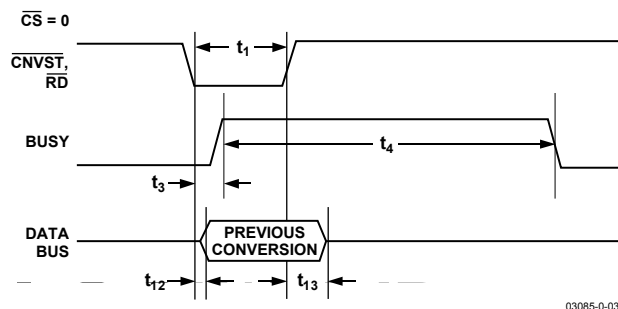 CS = 0
CNVST,
RD
t1
BUSY
t4
t3
DATA
BUS
PREVIOUS
CONVERSION
t12
t13
03085-0-03